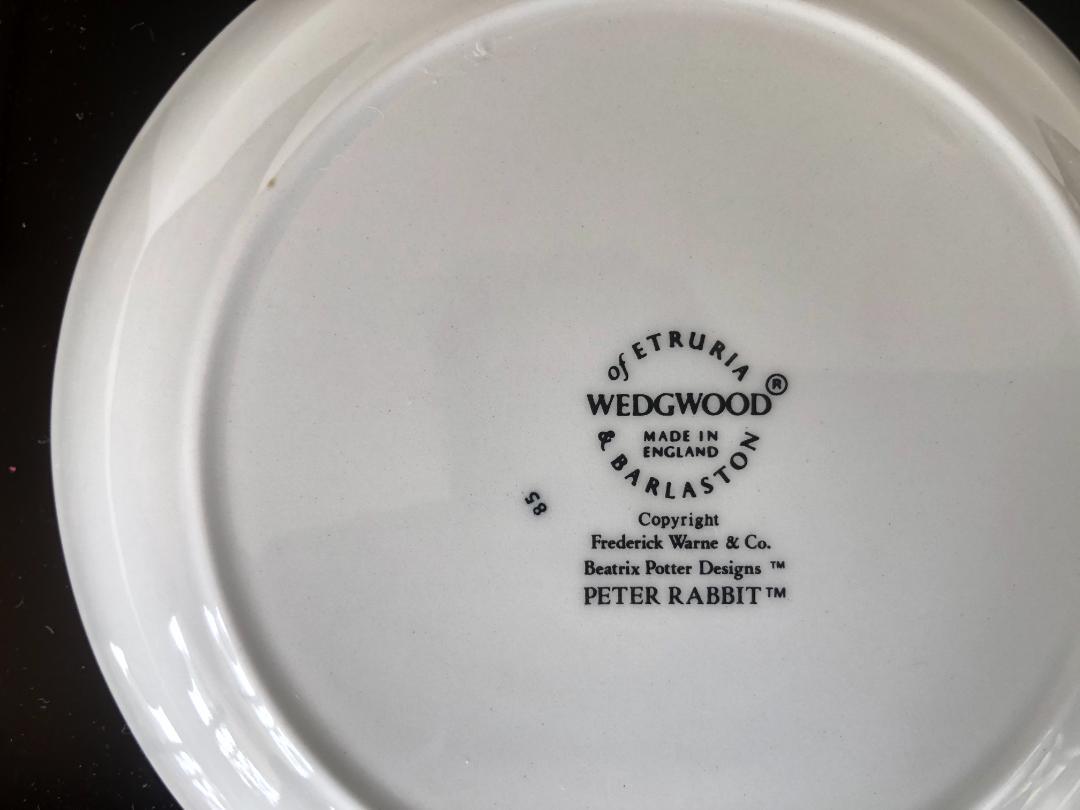 of ETRURIA
WEDGWOOD®
MADE IN
ENGLAND
& BARLASTON
85
Copyright
Frederick Warne & Co.
Beatrix Potter Designs ™
PETER RABBIT™